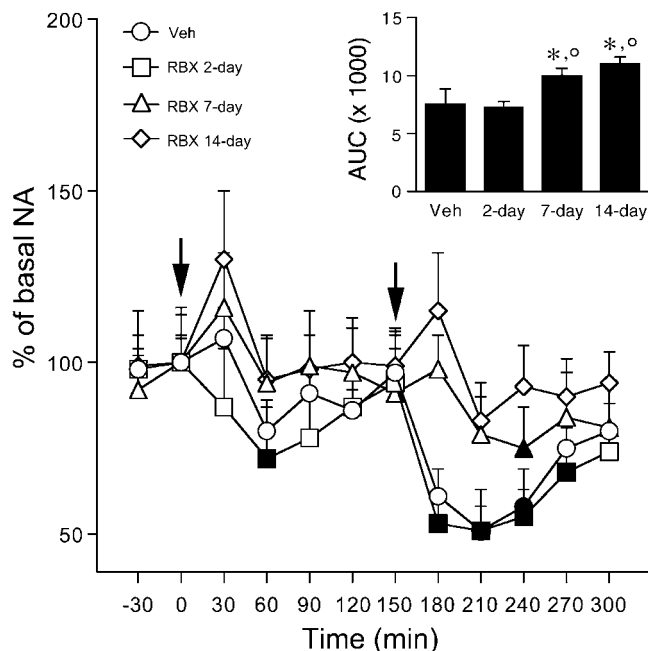 Veh
RBX 2-day
RBX 7-day
RBX 14-day
AUC (x 1000)
15
10
5
0
*,°
*,°
Veh 2-day 7-day 14-day
% of basal NA
200
150
100
50
-30 0 30 60 90 120 150 180 210 240 270 300
Time (min)